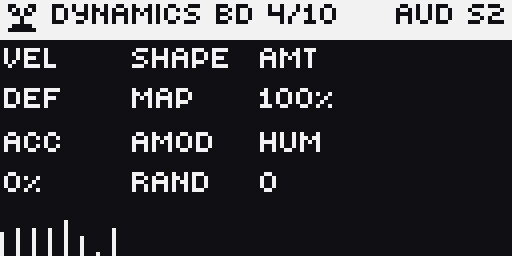 DYNAMICS BD 4/10 AUD S2
VEL SHAPE AMT
DEF MAP 100%
ACC AMOD HUM
0% RAND 0